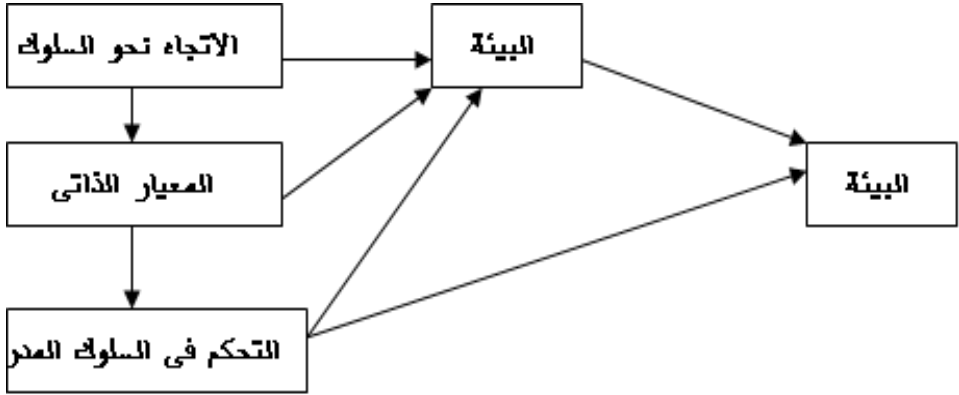 الاتجاه نحو السلوك
البيئة
المعيار الذاتى
البيئة
التحكم فى السلوك المدر